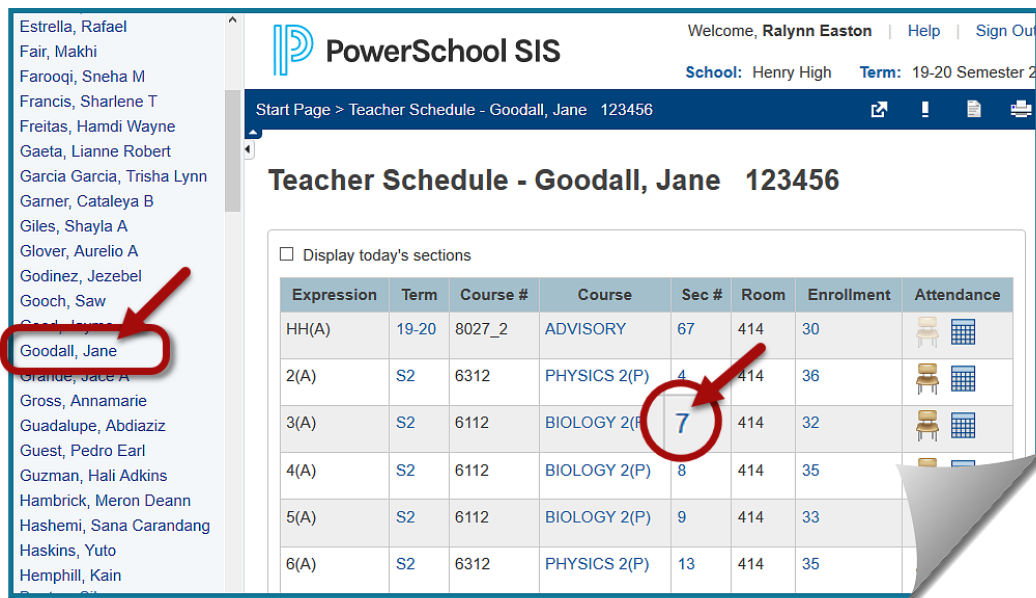 Estrella, Rafael
Fair, Makhi
Farooqi, Sneha M
Francis, Sharlene T
Freitas, Hamdi Wayne
Gaeta, Lianne Robert
Garcia Garcia, Trisha Lynn
Garner, Cataleya B
Giles, Shayla A
Glover, Aurelio A
Godinez, Jezebel
Gooch, Saw
Goodall, Jane
Grande, Jace A
Gross, Annamarie
Guadalupe, Abdiaziz
Guest, Pedro Earl
Guzman, Hali Adkins
Hambrick, Meron Deann
Hashemi, Sana Carandang
Haskins, Yuto
Hemphill, Kain
PowerSchool SIS
Welcome, Ralynn Easton | Help | Sign Out
School: Henry High Term: 19-20 Semester 2
Start Page > Teacher Schedule - Goodall, Jane 123456
Teacher Schedule - Goodall, Jane 123456
Display today's sections
Expression Term Course # Course Sec # Room Enrollment Attendance
HH(A) 19-20 8027_2 ADVISORY 67 414 30
2(A) S2 6312 PHYSICS 2(P) 4 414 36
3(A) S2 6112 BIOLOGY 2(P 7 414 32
4(A) S2 6112 BIOLOGY 2(P) 8 414 35
5(A) S2 6112 BIOLOGY 2(P) 9 414 33
6(A) S2 6312 PHYSICS 2(P) 13 414 35